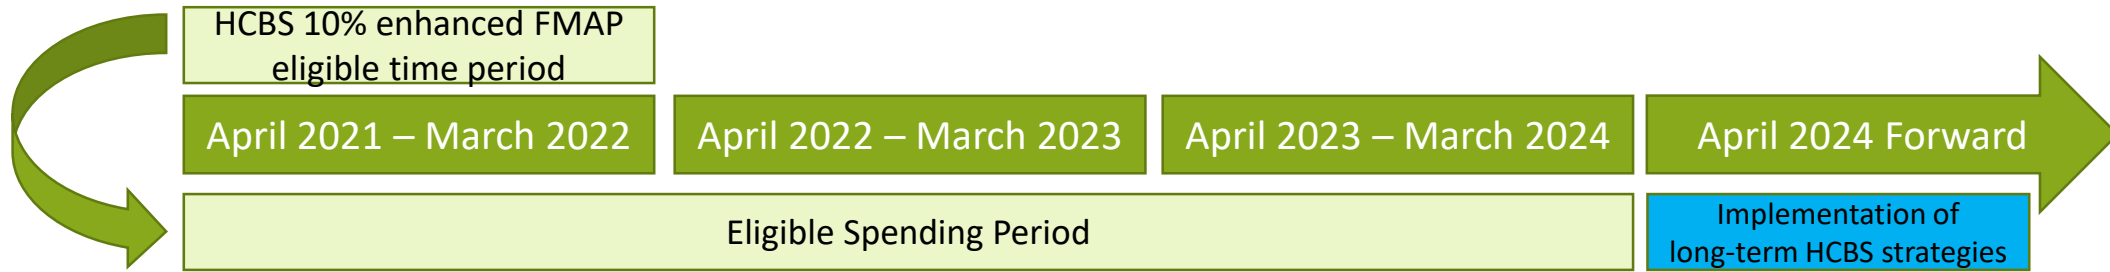 HCBS 10% enhanced FMAP
eligible time period
April 2021 – March 2022
April 2022 – March 2023
April 2023 – March 2024
April 2024 Forward
Eligible Spending Period
Implementation of
long-term HCBS strategies